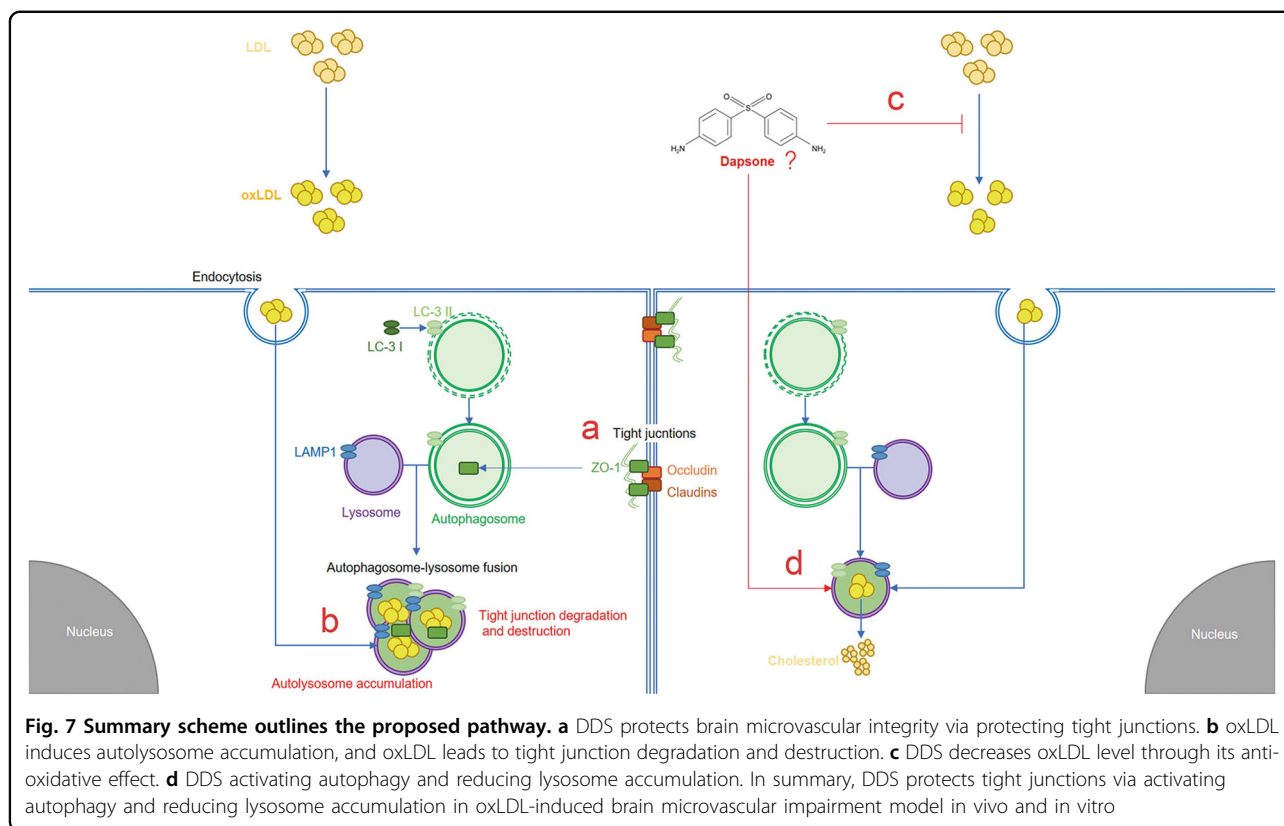 LDL
oxLDL
c
O
O
S
H₂N
NH₂
Dapsone ?
Endocytosis
LC-3 II
LC-3 I
a
Tight jucntions
LAMP1
ZO-1
Occludin
Claudins
Lysosome
Autophagosome
Autophagosome-lysosome fusion
b
Tight junction degradation
and destruction
d
Nucleus
Nucleus
Autolysosome accumulation
Cholesterol
Fig. 7 Summary scheme outlines the proposed pathway. a DDS protects brain microvascular integrity via protecting tight junctions. b oxLDL
induces autolysosome accumulation, and oxLDL leads to tight junction degradation and destruction. c DDS decreases oxLDL level through its anti-
oxidative effect. d DDS activating autophagy and reducing lysosome accumulation. In summary, DDS protects tight junctions via activating
autophagy and reducing lysosome accumulation in oxLDL-induced brain microvascular impairment model in vivo and in vitro